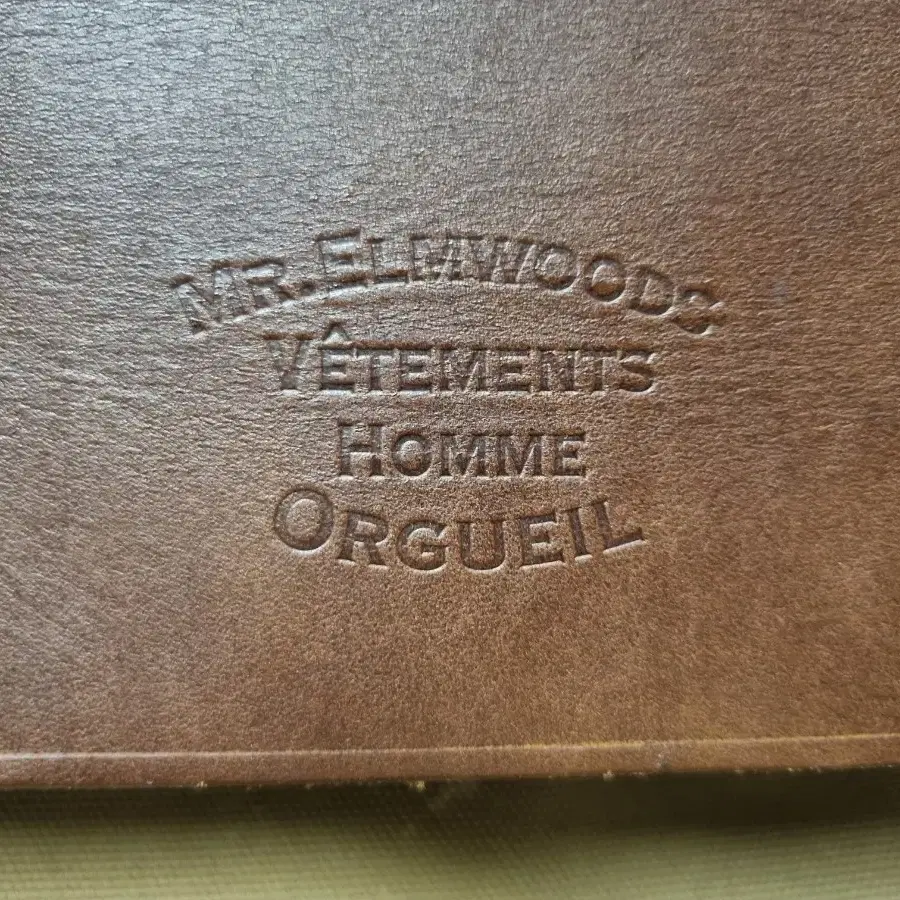 Mr. Elmwoods
Vêtements
Homme
Orgueil